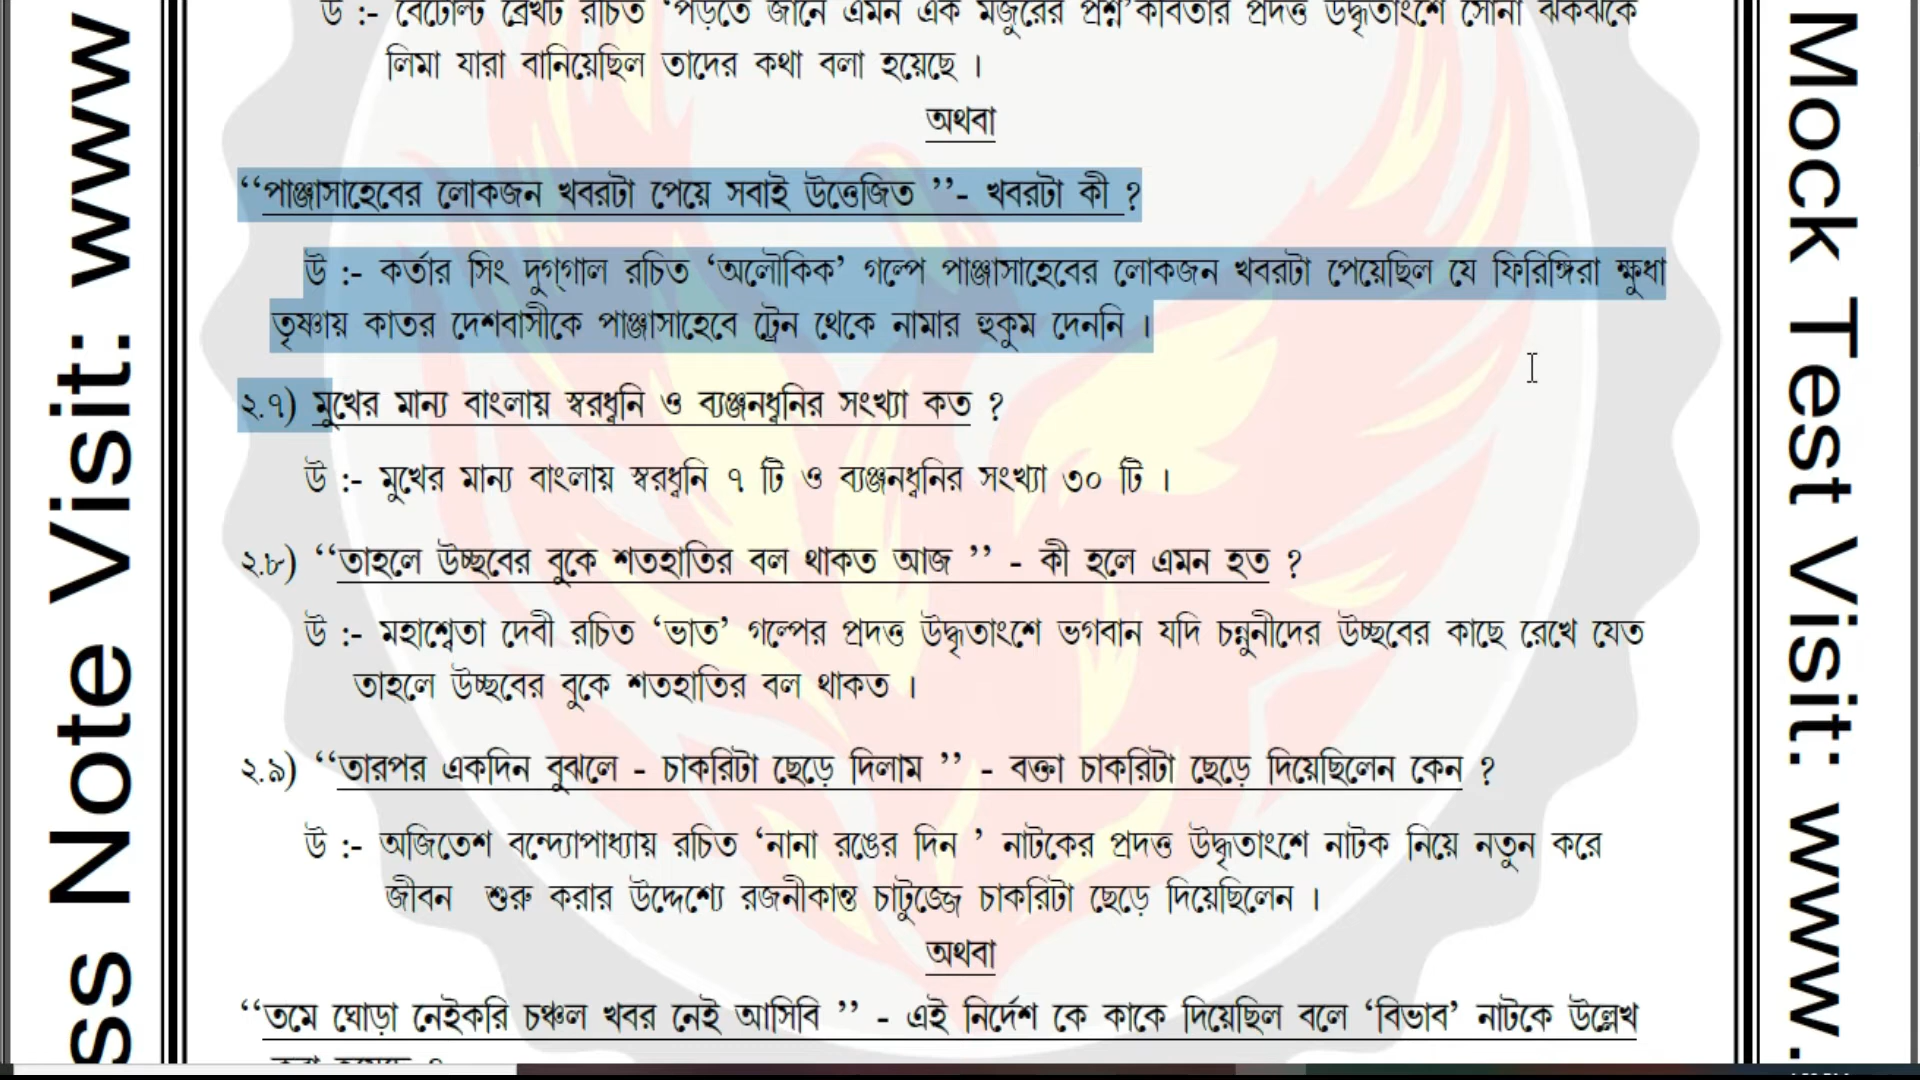 উ :- বের্টোল্ট ব্রেখট রচিত ‘পড়তে জানে এমন এক মজুরের প্রশ্ন’কবিতার প্রদত্ত উদ্ধৃতাংশে সোনা ঝকঝকে
লিমা যারা বানিয়েছিল তাদের কথা বলা হয়েছে ।
অথবা
‘‘পাঞ্জাসাহেবের লোকজন খবরটা পেয়ে সবাই উত্তেজিত ’’- খবরটা কী ?
উ :- কর্তার সিং দুগ্‌গাল রচিত ‘অলৌকিক’ গল্পে পাঞ্জাসাহেবের লোকজন খবরটা পেয়েছিল যে ফিরিঙ্গিরা ক্ষুধা
তৃষ্ণায় কাতর দেশবাসীকে পাঞ্জাসাহেবে ট্রেন থেকে নামার হুকুম দেননি ।
২.৭) মুখের মান্য বাংলায় স্বরধ্বনি ও ব্যঞ্জনধ্বনির সংখ্যা কত ?
উ :- মুখের মান্য বাংলায় স্বরধ্বনি ৭ টি ও ব্যঞ্জনধ্বনির সংখ্যা ৩০ টি ।
২.৮) ‘‘তাহলে উচ্ছবের বুকে শতহাতির বল থাকত আজ ’’ - কী হলে এমন হত ?
উ :- মহাশ্বেতা দেবী রচিত ‘ভাত’ গল্পের প্রদত্ত উদ্ধৃতাংশে ভগবান যদি চন্নুনীদের উচ্ছবের কাছে রেখে যেত
তাহলে উচ্ছবের বুকে শতহাতির বল থাকত ।
২.৯) ‘‘তারপর একদিন বুঝলে - চাকরিটা ছেড়ে দিলাম ’’ - বক্তা চাকরিটা ছেড়ে দিয়েছিলেন কেন ?
উ :- অজিতেশ বন্দ্যোপাধ্যায় রচিত ‘নানা রঙের দিন ’ নাটকের প্রদত্ত উদ্ধৃতাংশে নাটক নিয়ে নতুন করে
জীবন শুরু করার উদ্দেশ্যে রজনীকান্ত চাটুজ্জে চাকরিটা ছেড়ে দিয়েছিলেন ।
অথবা
‘‘তমে ঘোড়া নেইকরি চঞ্চল খবর নেই আসিবি ’’ - এই নির্দেশ কে কাকে দিয়েছিল বলে ‘বিভাব’ নাটকে উল্লেখ
ss Note Visit: www
Mock Test Visit: www.